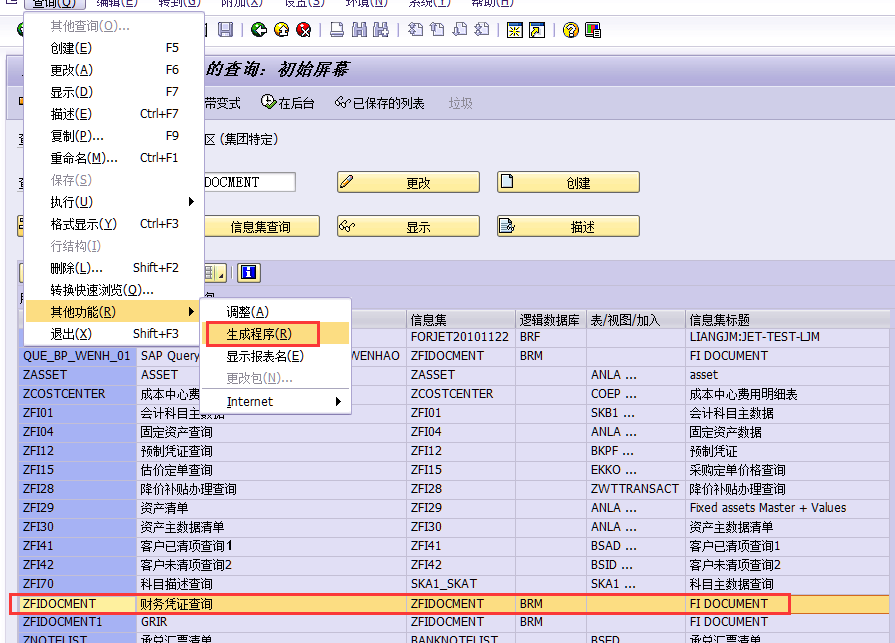 查询(Q) 编辑(E) 转到(G) 附加(X) 设置(S) 环境(N) 系统(T) 帮助(H)
其他查询(O)...
创建(E) F5
更改(A) F6
显示(D) F7
描述(E) Ctrl+F7
复制(P)... F9
重命名(M)... Ctrl+F1
保存(S)
执行(U)
格式显示(Y) Ctrl+F3
行结构(I)
删除(L)... Shift+F2
转换快速浏览(Q)...
其他功能(R)
退出(X) Shift+F3
的查询: 初始屏幕
带变式 在后台 已保存的列表 垃圾
区 (集团特定)
DOCMENT 更改 创建
信息集查询 显示 描述
调整(A)
生成程序(R)
显示报表名(E)
更改包(N)...
Internet
信息集 逻辑数据库 表/视图/加入 信息集标题
FORJET20101122 BRF LIANGJM:JET-TEST-LJM
QUE_BP_WENH_01 SAP Query WENHAO ZFIDOCMENT BRM FI DOCUMENT
ZASSET ASSET ZASSET ANLA ... asset
ZCOSTCENTER 成本中心费 ZCOSTCENTER COEP ... 成本中心费用明细表
ZFI01 会计科目主数据 ZFI01 SKB1 ... 会计科目主数据
ZFI04 固定资产查询 ZFI04 ANLA ... 固定资产数据
ZFI12 预制凭证查询 ZFI12 BKPF ... 预制凭证
ZFI15 估价定单查询 ZFI15 EKKO ... 采购定单价格查询
ZFI28 降价补贴办理查询 ZFI28 ZWTTRANSACT 降价补贴办理查询
ZFI29 资产清单 ZFI29 ANLA ... Fixed assets Master + Values
ZFI30 资产主数据清单 ZFI30 ANLA ... 资产主数据清单
ZFI41 客户已清项查询1 ZFI41 BSAD ... 客户已清项查询1
ZFI42 客户未清项查询2 ZFI42 BSID ... 客户未清项查询2
ZFI70 科目描述查询 SKA1_SKAT SKA1 ... 科目主数据查询
ZFIDOCMENT 财务凭证查询 ZFIDOCMENT BRM FI DOCUMENT
ZFIDOCMENT1 GRIR ZFIDOCMENT BRM FI DOCUMENT
ZNOTELIST 承兑汇票清单 BANKNOTELIST BSED 承兑汇票清单